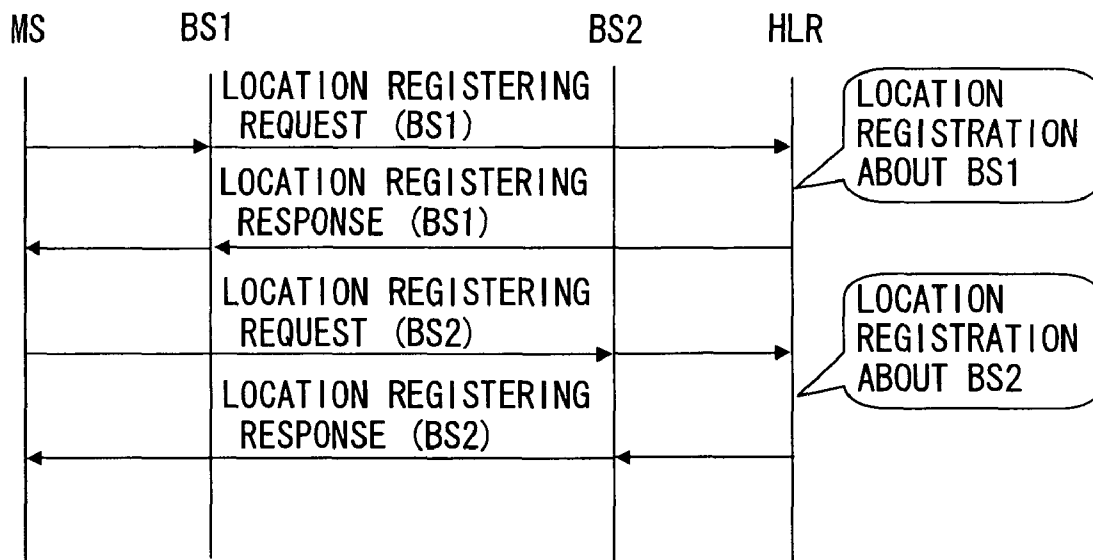 MS BS1 BS2 HLR
LOCATION REGISTERING
REQUEST (BS1)
LOCATION
REGISTRATION
ABOUT BS1
LOCATION REGISTERING
RESPONSE (BS1)
LOCATION REGISTERING
REQUEST (BS2)
LOCATION
REGISTRATION
ABOUT BS2
LOCATION REGISTERING
RESPONSE (BS2)